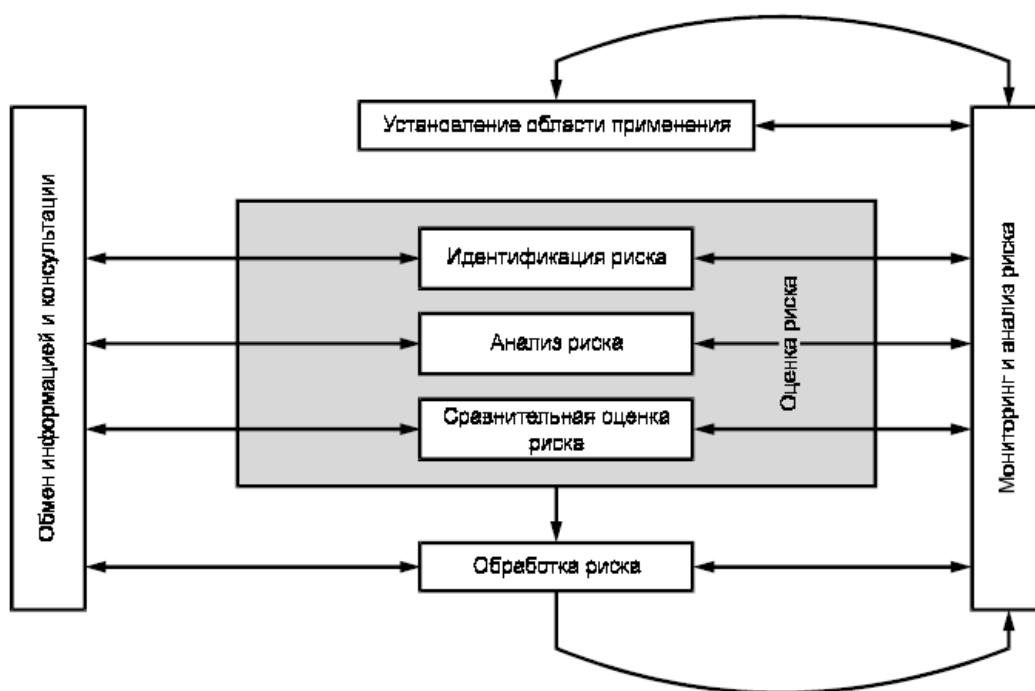 Установление области применения
Обмен информацией и консультации
Идентификация риска
Анализ риска
Сравнительная оценка
риска
Оценка риска
Мониторинг и анализ риска
Обработка риска